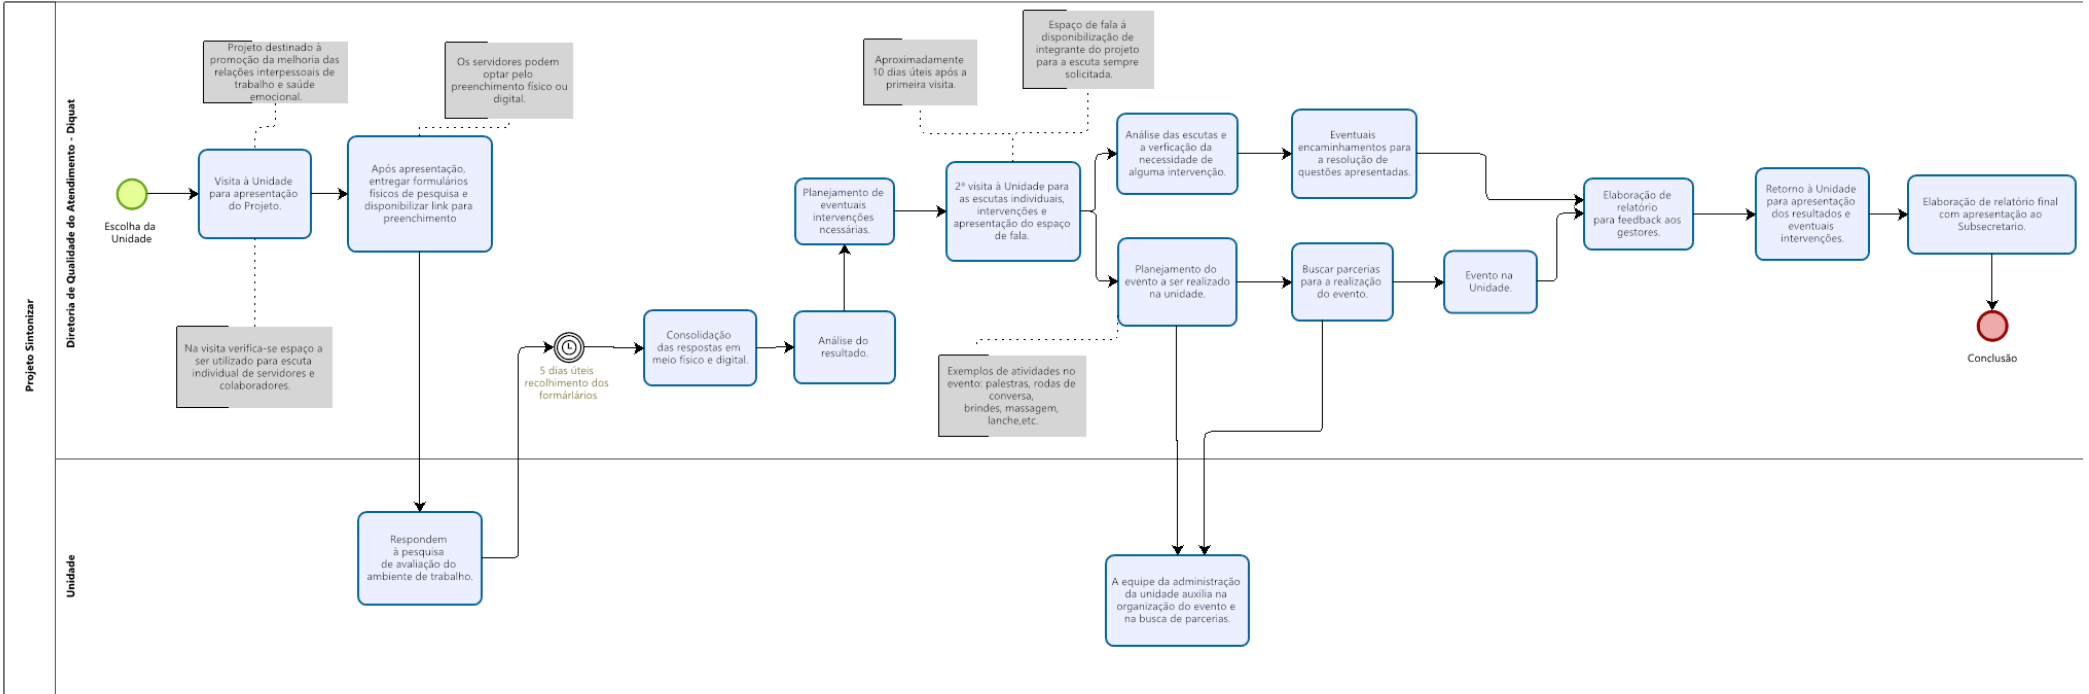 Projeto Sintonizar
Diretoria de Qualidade do Atendimento - Diquat
Escolha da
Unidade
Projeto destinado à
promoção da melhoria das
relações interpessoais de
trabalho e saúde
emocional.
Visita à Unidade
para apresentação
do Projeto.
Na visita verifica-se espaço a
ser utilizado para escuta
individual de servidores e
colaboradores.
Os servidores podem
optar pelo
preenchimento físico ou
digital.
Após apresentação,
entregar formulários
físicos de pesquisa e
disponibilizar link para
preenchimento
5 dias úteis
recolhimento dos
formárlários
Consolidação
das respostas em
meio físico e digital.
Análise do
resultado.
Planejamento de
eventuais
intervenções
ncessárias.
Aproximadamente
10 dias úteis após a
primeira visita.
Espaço de fala á
disponibilização de
integrante do projeto
para a escuta sempre
solicitada.
2ª visita à Unidade para
as escutas individuais,
intervenções e
apresentação do espaço
de fala.
Análise das escutas e
a verficação da
necessidade de
alguma intervenção.
Eventuais
encaminhamentos para
a resolução de
questões apresentadas.
Planejamento do
evento a ser realizado
na unidade.
Exemplos de atividades no
evento: palestras, rodas de
conversa,
brindes, massagem,
lanche,etc.
Buscar parcerias
para a realização
do evento.
Evento na
Unidade.
Elaboração de
relatório
para feedback aos
gestores.
Retorno à Unidade
para apresentação
dos resultados e
eventuais
intervenções.
Elaboração de relatório final
com apresentação ao
Subsecretario.
Conclusão
Unidade
Respondem
à pesquisa
de avaliação do
ambiente de trabalho.
A equipe da administração
da unidade auxilia na
organização do evento e
na busca de parcerias.